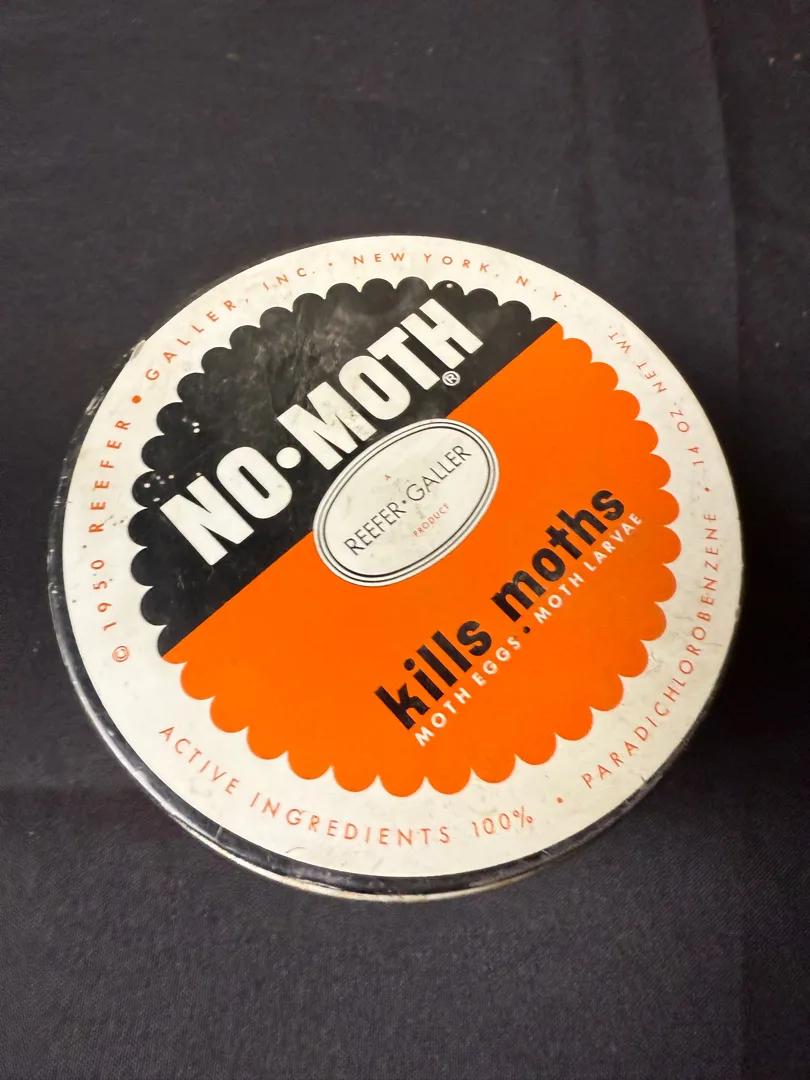 © 1950 REEFER • GALLER, INC. • NEW YORK, N.Y.
NO•MOTH®
A
REEFER•GALLER
PRODUCT
kills moths
MOTH EGGS • MOTH LARVAE
ACTIVE INGREDIENTS 100% • PARADICHLOROBENZENE • 14 OZ. NET WT.